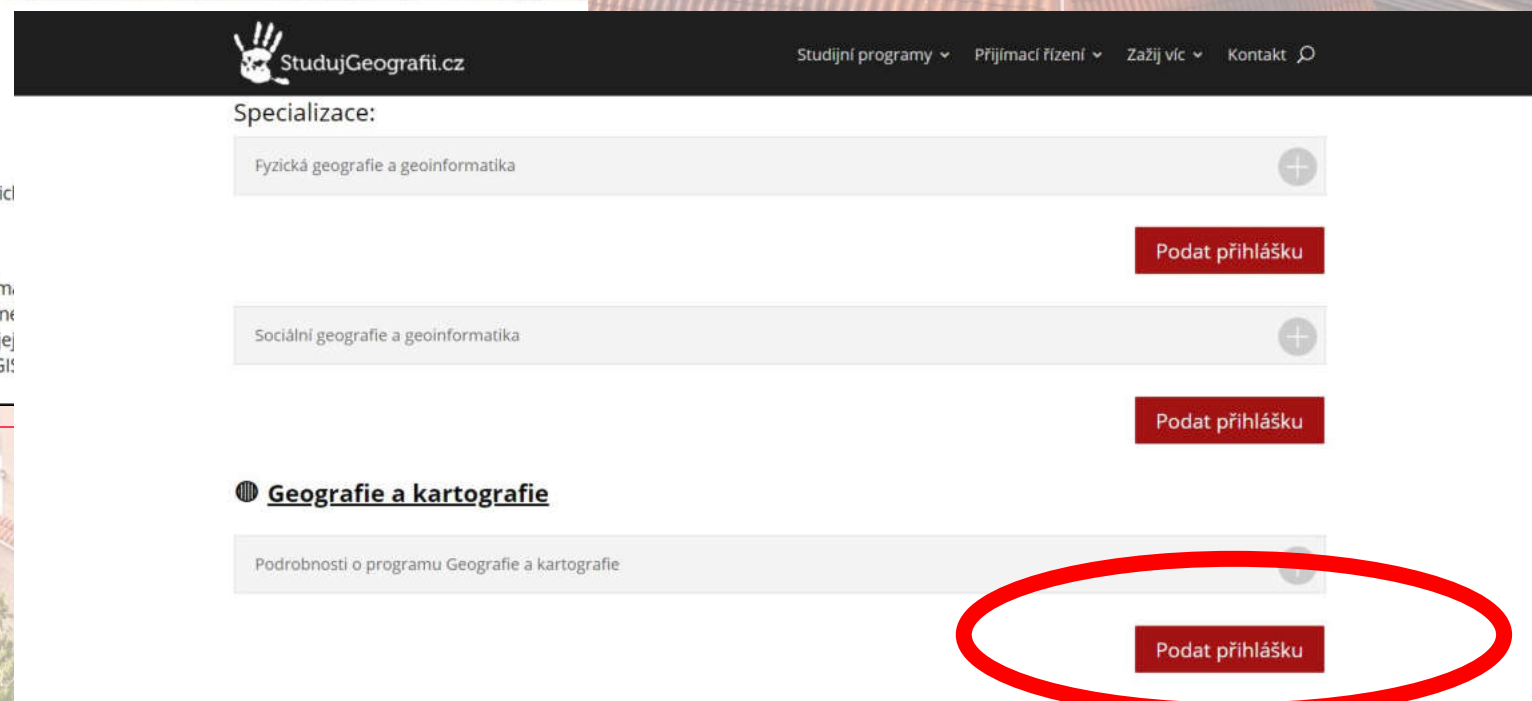 StudujGeografii.cz
Studijní programy
Přijímací řízení
Zažij víc
Kontakt
Specializace:
Fyzická geografie a geoinformatika
Podat přihlášku
Sociální geografie a geoinformatika
Podat přihlášku
Geografie a kartografie
Podrobnosti o programu Geografie a kartografie
Podat přihlášku